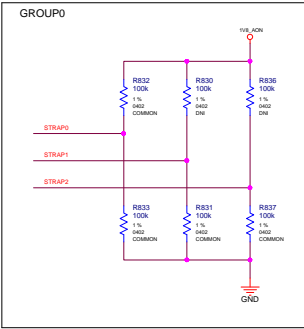 GROUP0
1V8_AON
R832
100k
1 %
0402
COMMON
R830
100k
1 %
0402
DNI
R836
100k
1 %
0402
DNI
STRAP0
STRAP1
STRAP2
R833
100k
1 %
0402
COMMON
R831
100k
1 %
0402
COMMON
R837
100k
1 %
0402
COMMON
GND